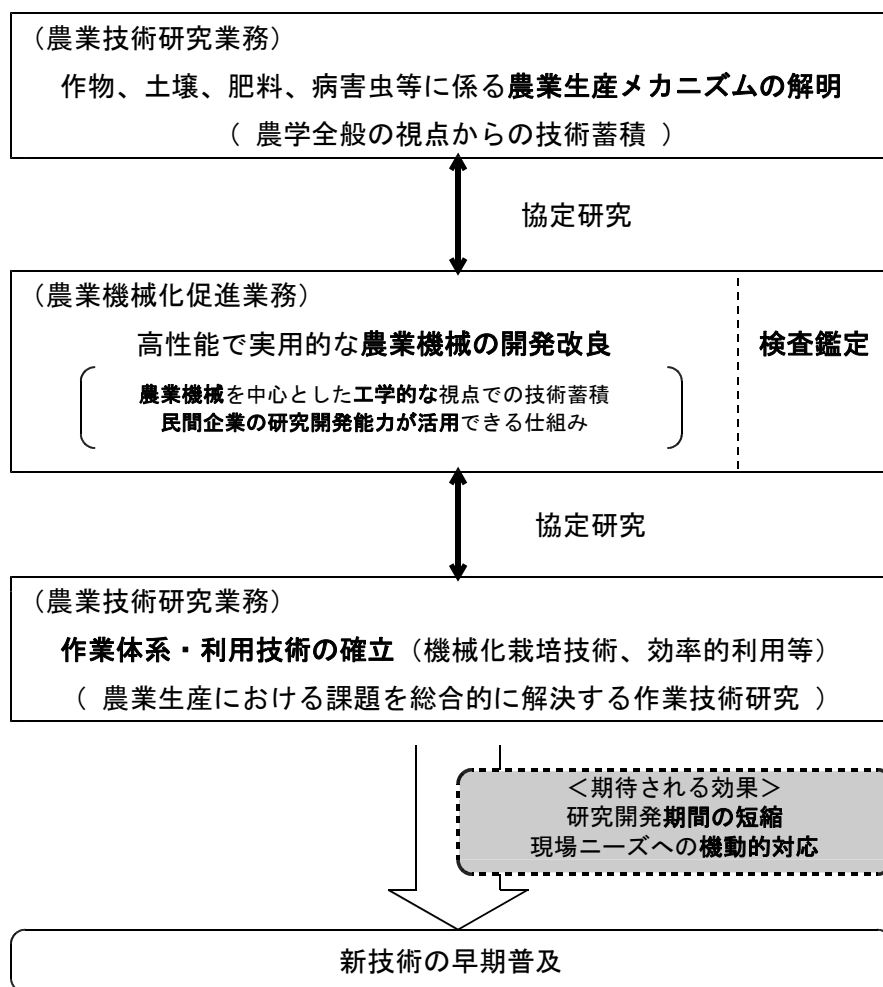 (農業技術研究業務)
作物、土壌、肥料、病害虫等に係る農業生産メカニズムの解明
( 農学全般の視点からの技術蓄積 )
協定研究
(農業機械化促進業務)
高性能で実用的な農業機械の開発改良
検査鑑定
農業機械を中心とした工学的な視点での技術蓄積
民間企業の研究開発能力が活用できる仕組み
協定研究
(農業技術研究業務)
作業体系・利用技術の確立(機械化栽培技術、効率的利用等)
( 農業生産における課題を総合的に解決する作業技術研究 )
<期待される効果>
研究開発期間の短縮
現場ニーズへの機動的対応
新技術の早期普及